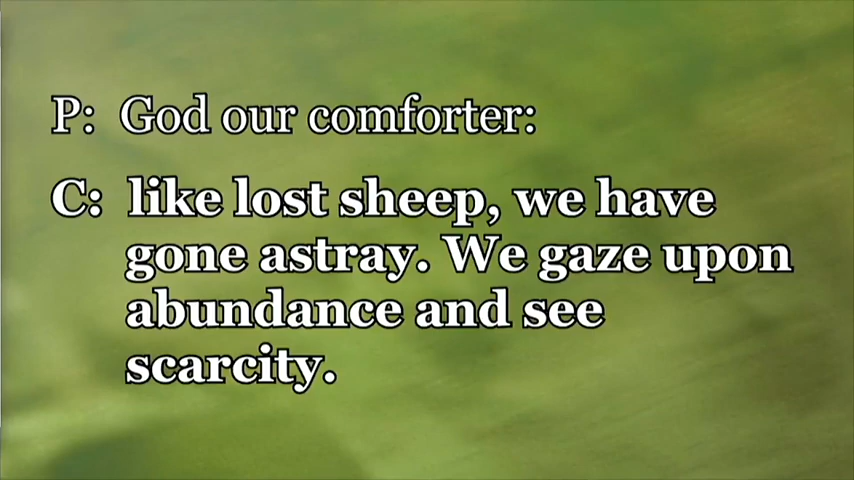 P: God our comforter:
C: like lost sheep, we have
gone astray. We gaze upon
abundance and see
scarcity.